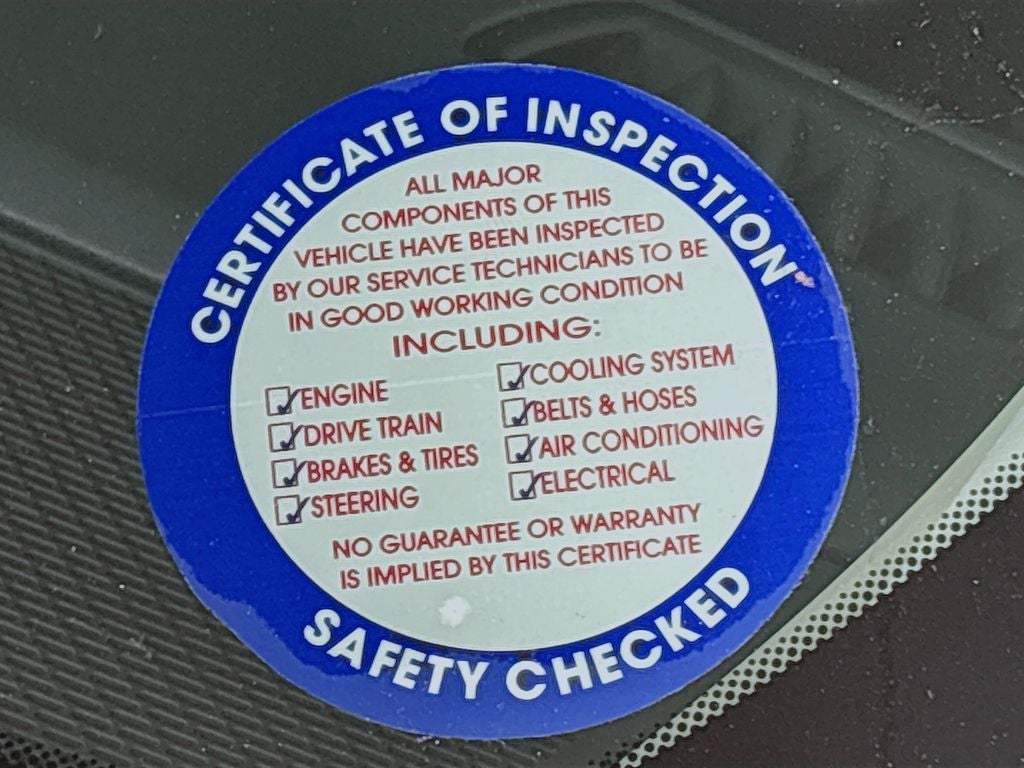 CERTIFICATE OF INSPECTION
ALL MAJOR
COMPONENTS OF THIS
VEHICLE HAVE BEEN INSPECTED
BY OUR SERVICE TECHNICIANS TO BE
IN GOOD WORKING CONDITION
INCLUDING:
ENGINE
DRIVE TRAIN
BRAKES & TIRES
STEERING
COOLING SYSTEM
BELTS & HOSES
AIR CONDITIONING
ELECTRICAL
NO GUARANTEE OR WARRANTY
IS IMPLIED BY THIS CERTIFICATE
SAFETY CHECKED